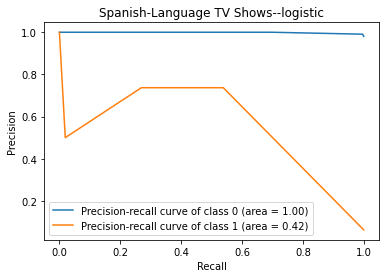 Spanish-Language TV Shows--logistic
1.0
0.8
0.6
0.4
0.2
Precision
Precision-recall curve of class 0 (area = 1.00)
Precision-recall curve of class 1 (area = 0.42)
0.0 0.2 0.4 0.6 0.8 1.0
Recall